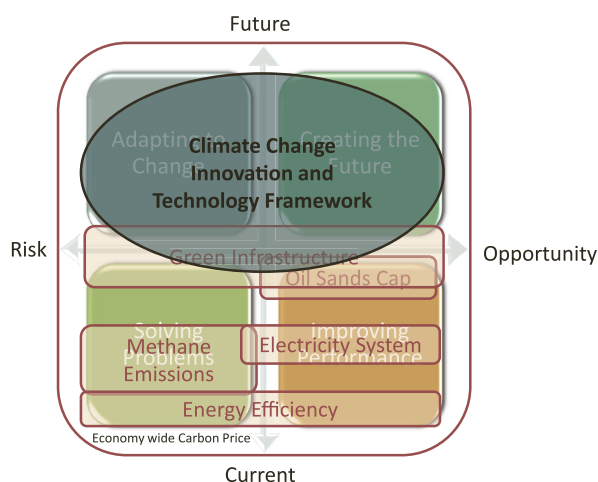 Future
Adapting to
Change
Creating the
Future
Climate Change
Innovation and
Technology Framework
Risk
Opportunity
Green Infrastructure
Oil Sands Cap
Solving
Problems
Improving
Performance
Methane
Emissions
Electricity System
Energy Efficiency
Economy wide Carbon Price
Current